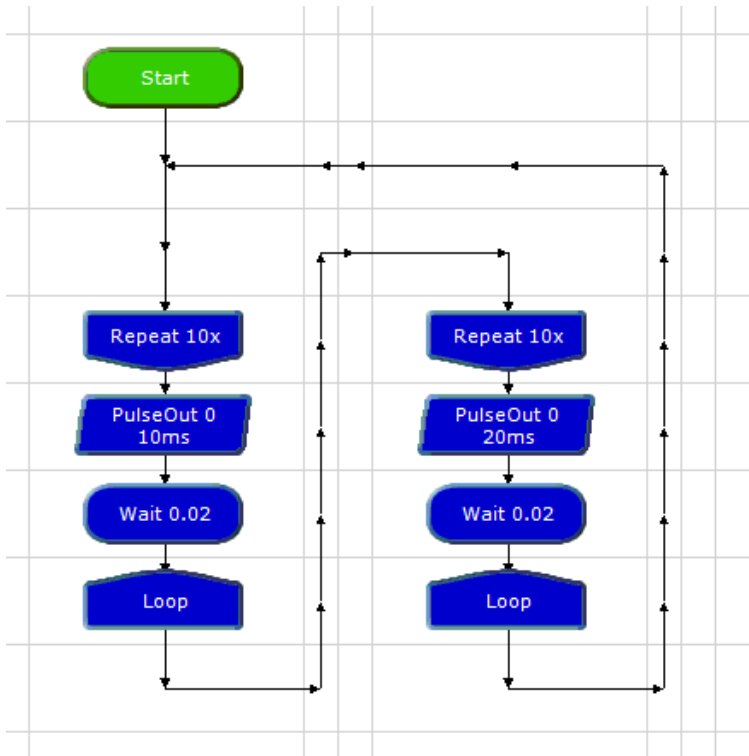 Start
Repeat 10x
PulseOut 0
10ms
Wait 0.02
Loop
Repeat 10x
PulseOut 0
20ms
Wait 0.02
Loop